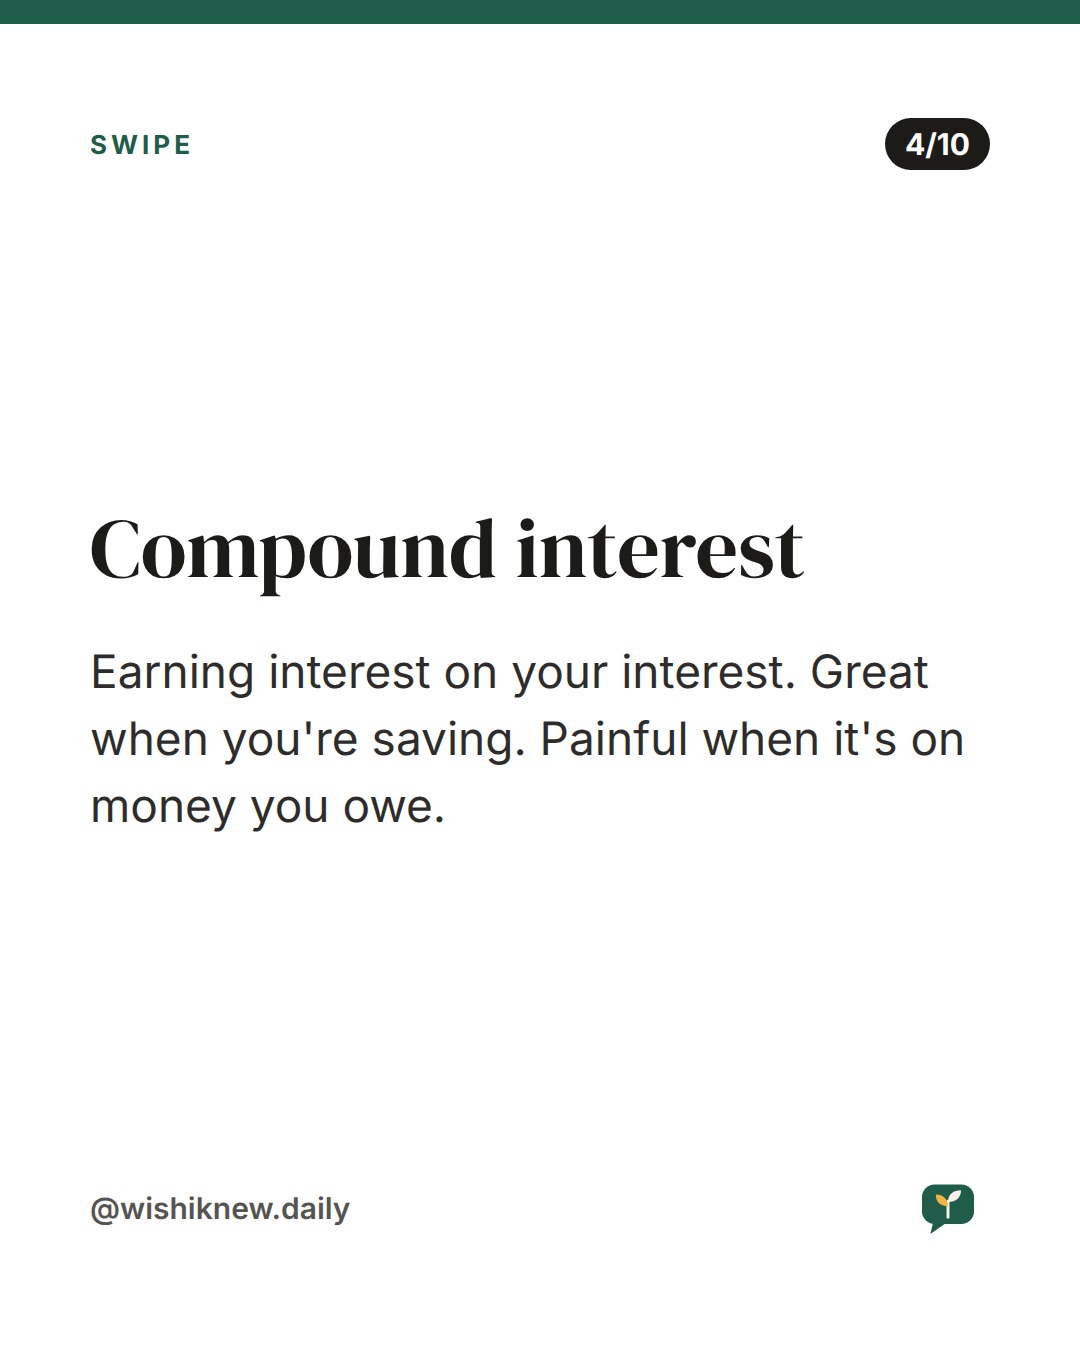 SWIPE
4/10
Compound interest
Earning interest on your interest. Great
when you're saving. Painful when it's on
money you owe.
@wishiknew.daily